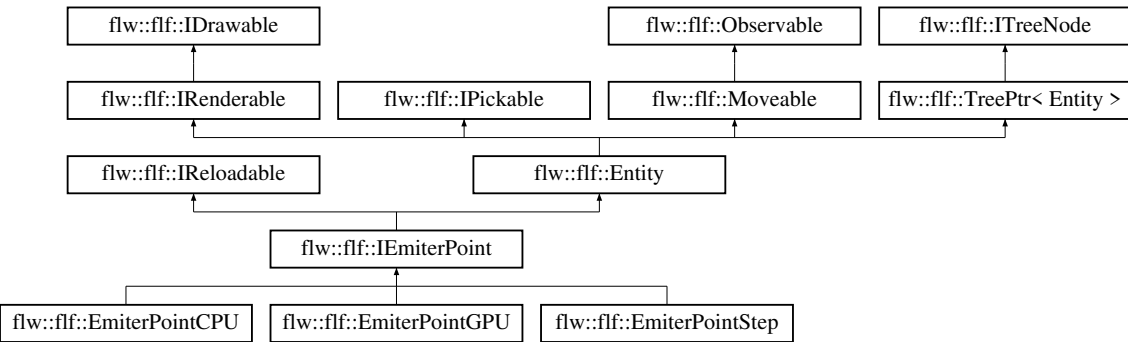 flw::flf::IDrawable
flw::flf::Observable
flw::flf::ITreeNode
flw::flf::IRenderable
flw::flf::IPickable
flw::flf::Moveable
flw::flf::TreePtr< Entity >
flw::flf::IReloadable
flw::flf::Entity
flw::flf::IEmiterPoint
flw::flf::EmiterPointCPU
flw::flf::EmiterPointGPU
flw::flf::EmiterPointStep